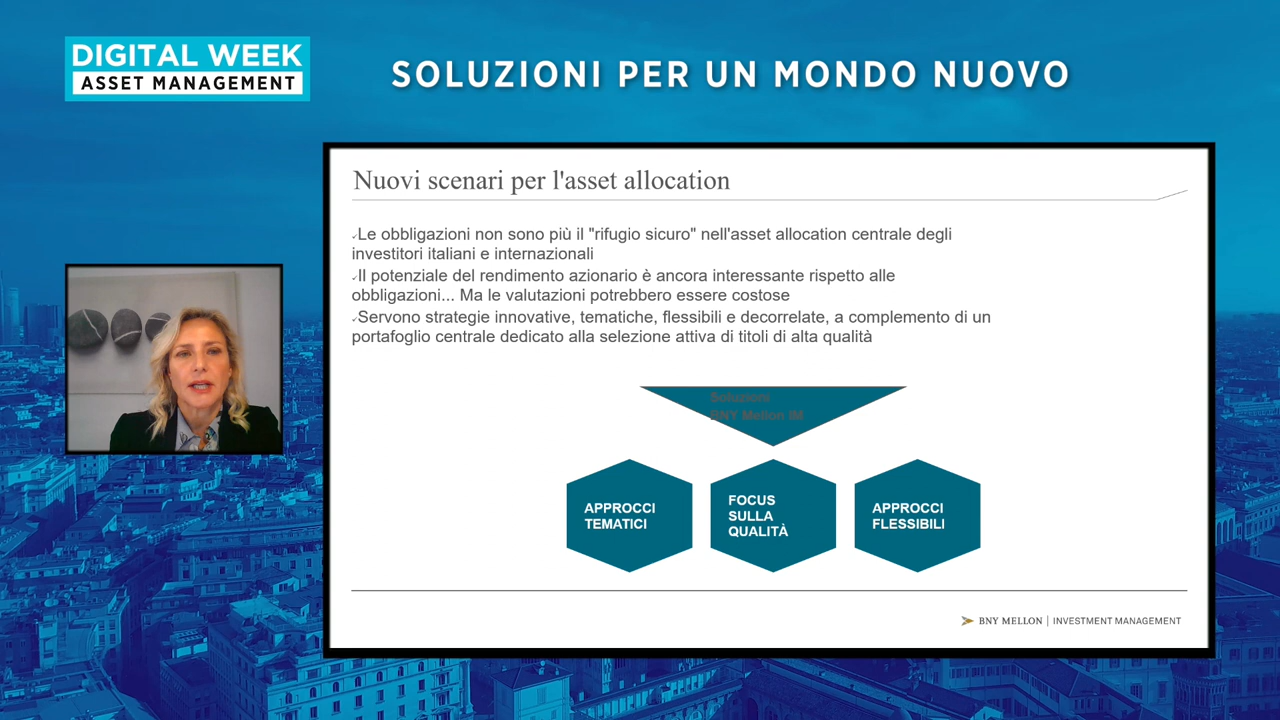 DIGITAL WEEK
ASSET MANAGEMENT
SOLUZIONI PER UN MONDO NUOVO
Nuovi scenari per l'asset allocation
✓Le obbligazioni non sono più il "rifugio sicuro" nell'asset allocation centrale degli
investitori italiani e internazionali
✓Il potenziale del rendimento azionario è ancora interessante rispetto alle
obbligazioni... Ma le valutazioni potrebbero essere costose
✓Servono strategie innovative, tematiche, flessibili e decorrelate, a complemento di un
portafoglio centrale dedicato alla selezione attiva di titoli di alta qualità
Soluzioni
BNY Mellon IM
APPROCCI
TEMATICI
FOCUS
SULLA
QUALITÀ
APPROCCI
FLESSIBILI
BNY MELLON | INVESTMENT MANAGEMENT